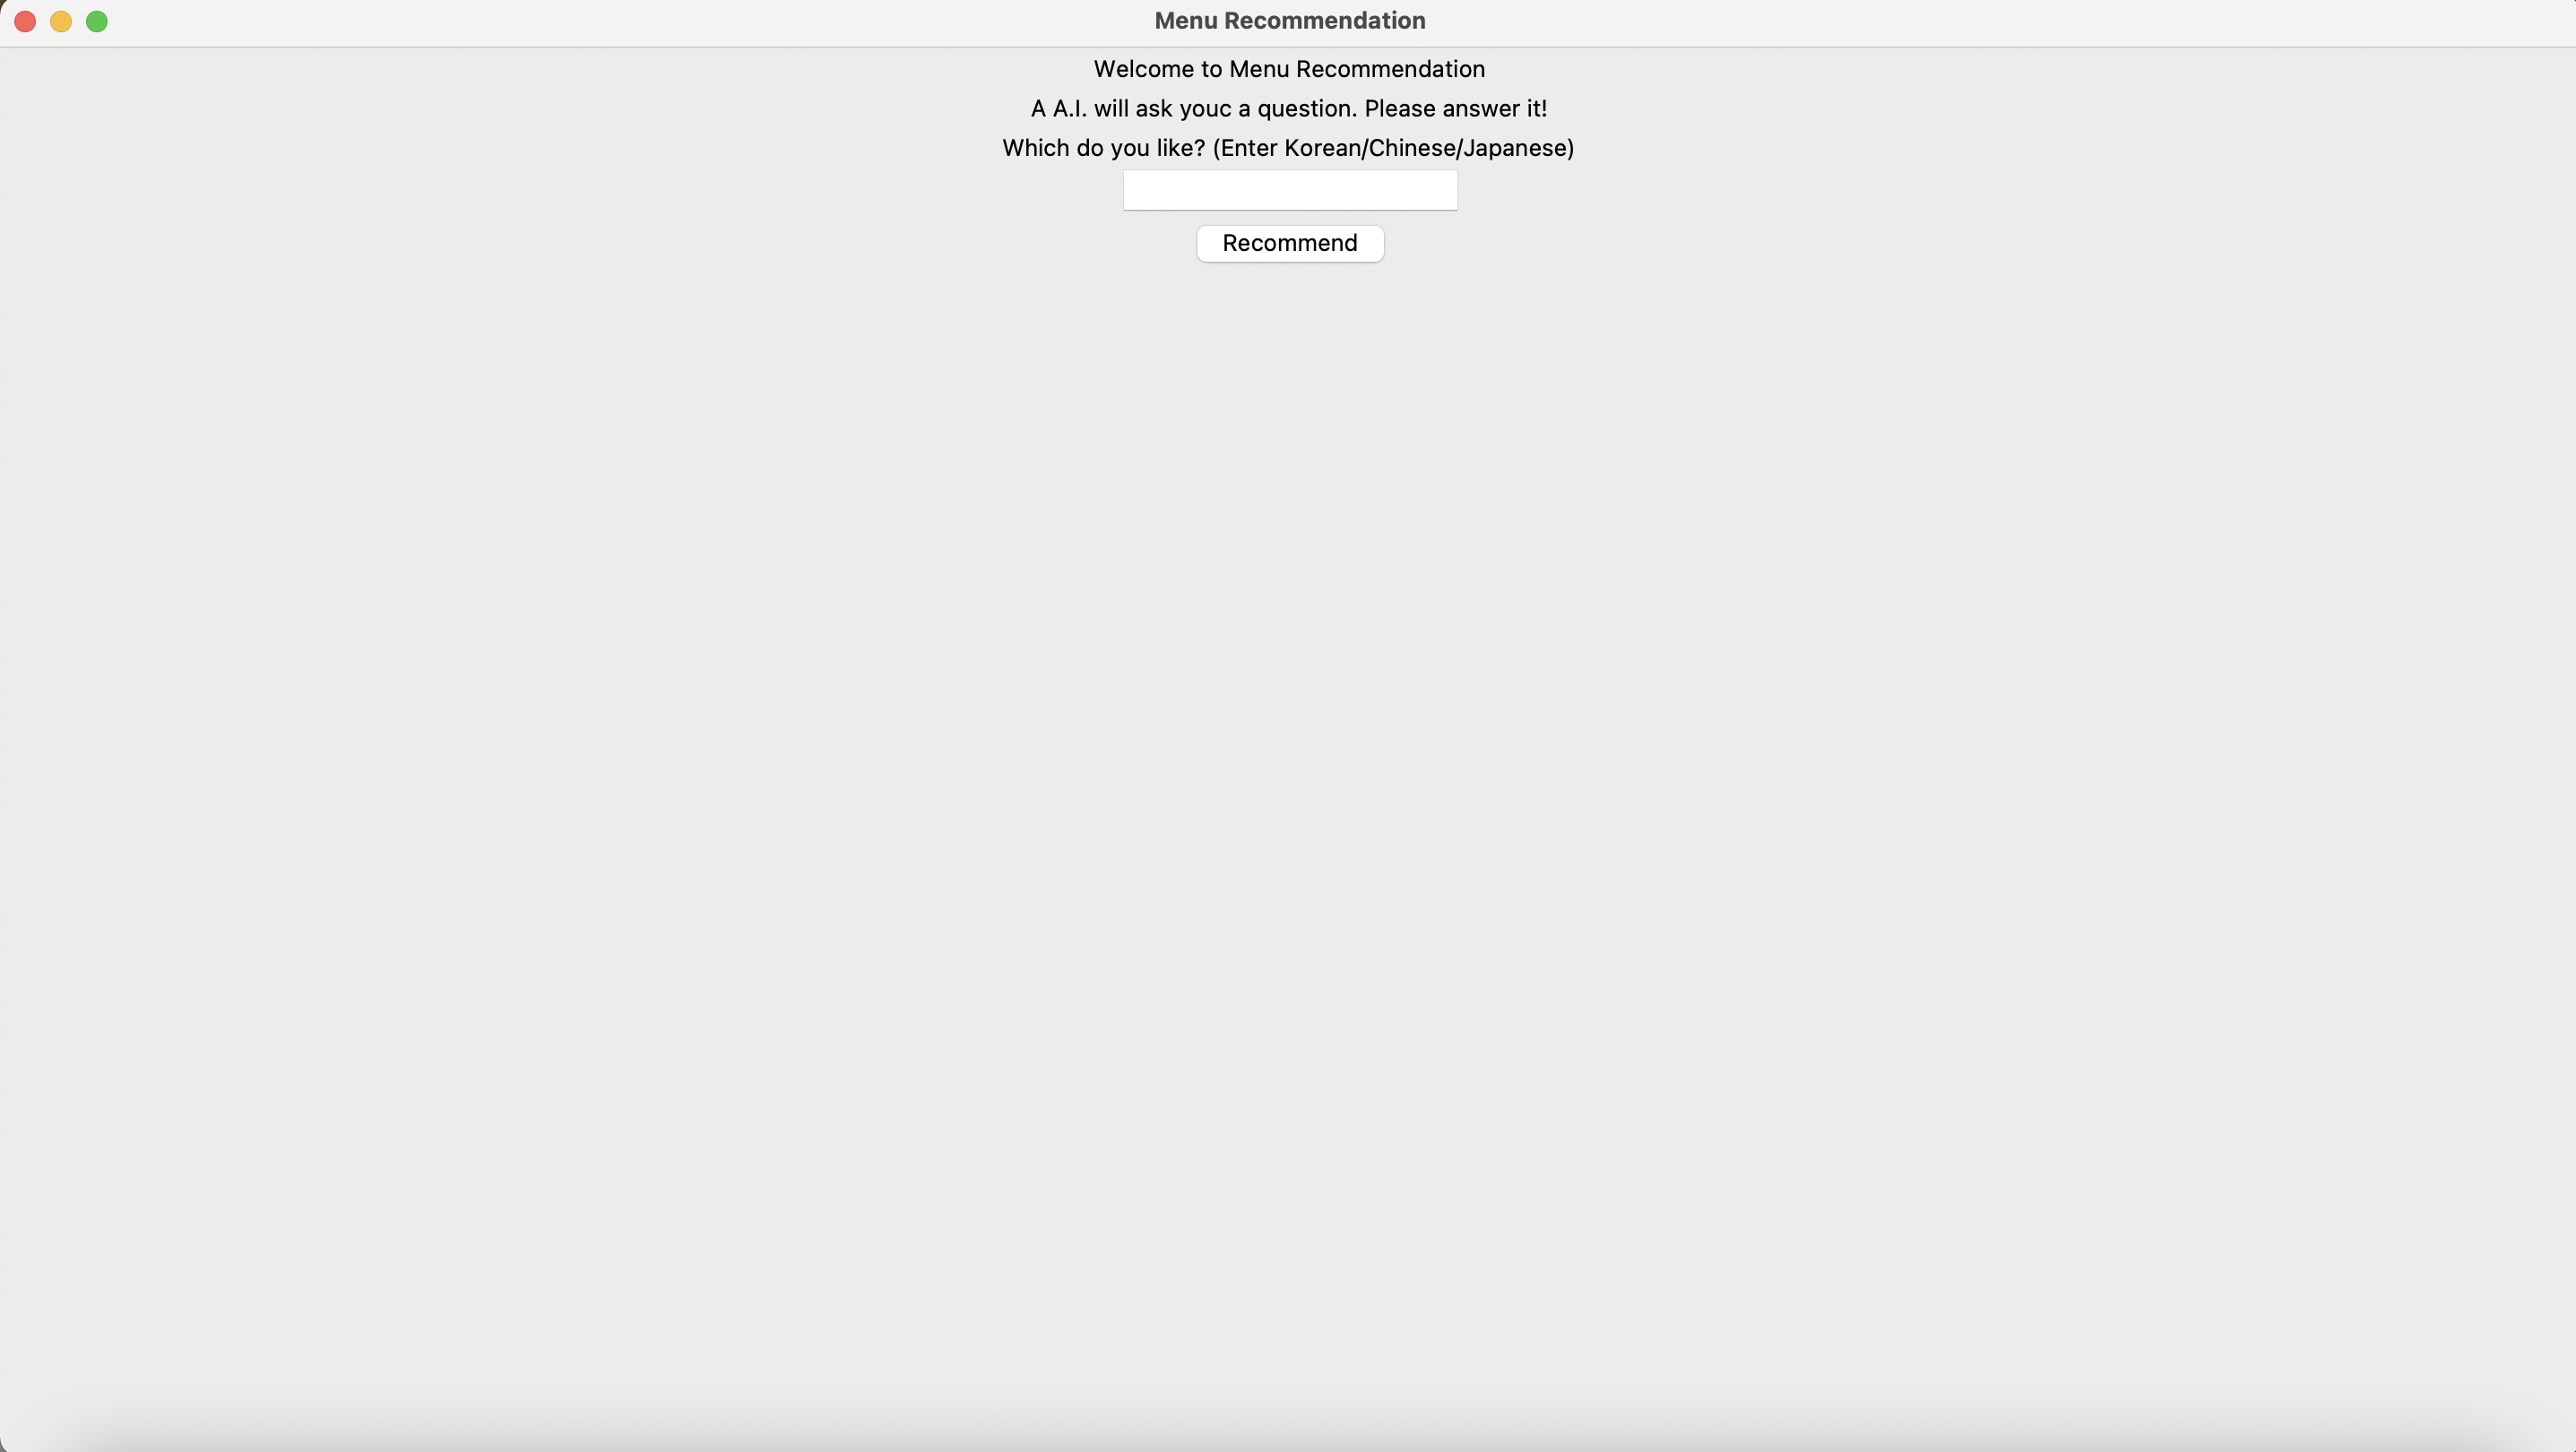 Menu Recommendation
Welcome to Menu Recommendation
A A.I. will ask youc a question. Please answer it!
Which do you like? (Enter Korean/Chinese/Japanese)
Recommend